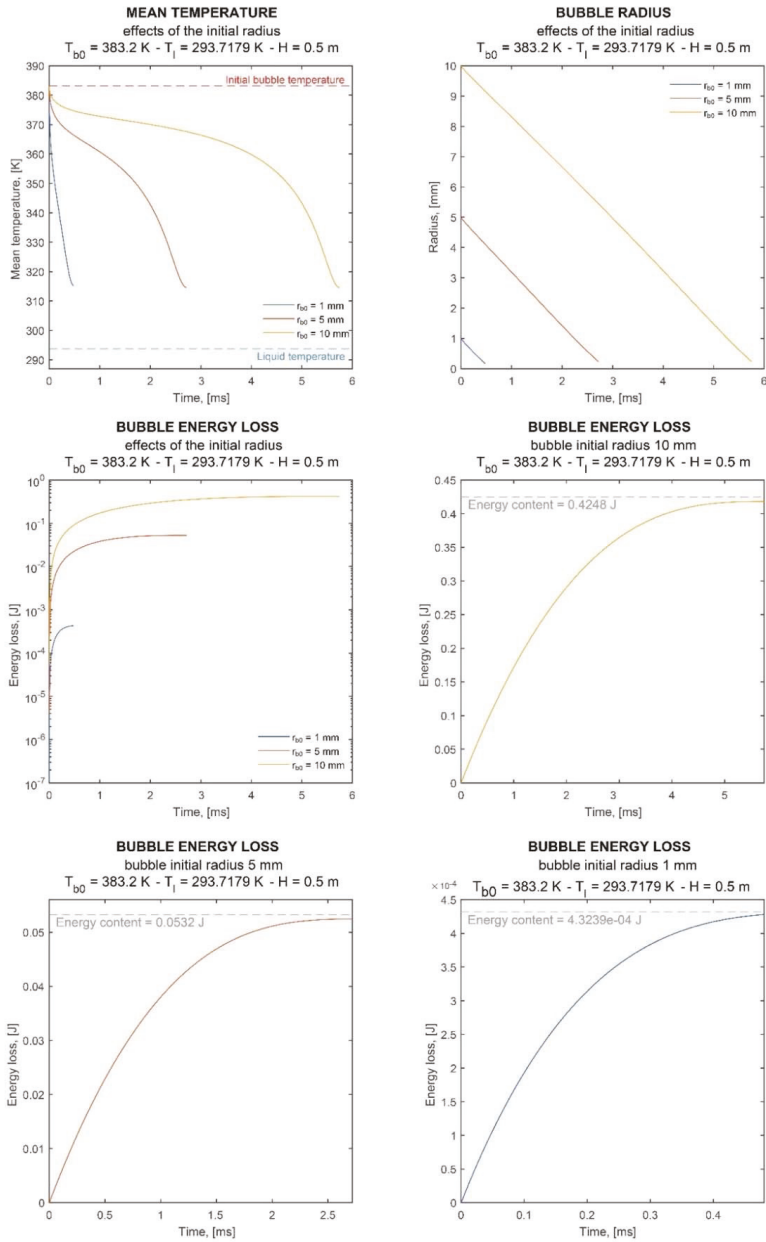 MEAN TEMPERATURE
effects of the initial radius
T_b0 = 383.2 K - T_l = 293.7179 K - H = 0.5 m
390
380
370
360
350
340
330
320
310
300
290
Mean temperature, [K]
Initial bubble temperature
r_b0 = 1 mm
r_b0 = 5 mm
r_b0 = 10 mm
Liquid temperature
0 1 2 3 4 5 6
Time, [ms]
BUBBLE RADIUS
effects of the initial radius
T_b0 = 383.2 K - T_l = 293.7179 K - H = 0.5 m
10
9
8
7
6
5
4
3
2
1
0
Radius, [mm]
r_b0 = 1 mm
r_b0 = 5 mm
r_b0 = 10 mm
0 1 2 3 4 5 6
Time, [ms]
BUBBLE ENERGY LOSS
effects of the initial radius
T_b0 = 383.2 K - T_l = 293.7179 K - H = 0.5 m
10^0
10^-1
10^-2
10^-3
10^-4
10^-5
10^-6
10^-7
Energy loss, [J]
r_b0 = 1 mm
r_b0 = 5 mm
r_b0 = 10 mm
0 1 2 3 4 5 6
Time, [ms]
BUBBLE ENERGY LOSS
bubble initial radius 10 mm
T_b0 = 383.2 K - T_l = 293.7179 K - H = 0.5 m
0.45
0.4
0.35
0.3
0.25
0.2
0.15
0.1
0.05
0
Energy loss, [J]
Energy content = 0.4248 J
0 1 2 3 4 5
Time, [ms]
BUBBLE ENERGY LOSS
bubble initial radius 5 mm
T_b0 = 383.2 K - T_l = 293.7179 K - H = 0.5 m
0.05
0.04
0.03
0.02
0.01
0
Energy loss, [J]
Energy content = 0.0532 J
0 0.5 1 1.5 2 2.5
Time, [ms]
BUBBLE ENERGY LOSS
bubble initial radius 1 mm
T_b0 = 383.2 K - T_l = 293.7179 K - H = 0.5 m
×10^-4
4.5
4
3.5
3
2.5
2
1.5
1
0.5
0
Energy loss, [J]
Energy content = 4.3239e-04 J
0 0.1 0.2 0.3 0.4
Time, [ms]